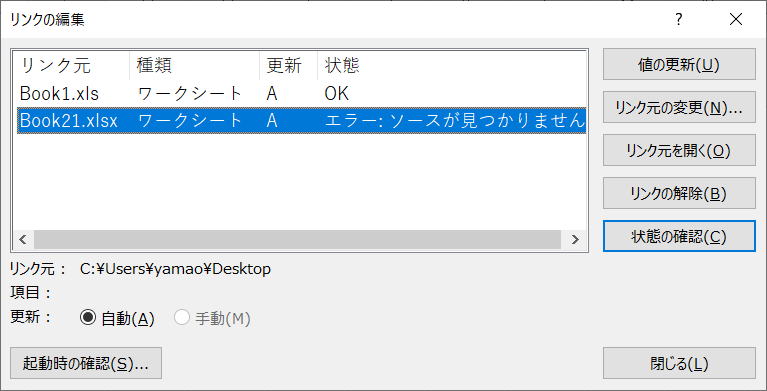 リンクの編集 ?
リンク元 種類 更新 状態
Book1.xls ワークシート A OK
Book21.xlsx ワークシート A エラー: ソースが見つかりません
値の更新(U)
リンク元の変更(N)...
リンク元を開く(O)
リンクの解除(B)
状態の確認(C)
リンク元： C:¥Users¥yamao¥Desktop
項目：
更新： 自動(A) 手動(M)
起動時の確認(S)... 閉じる(L)